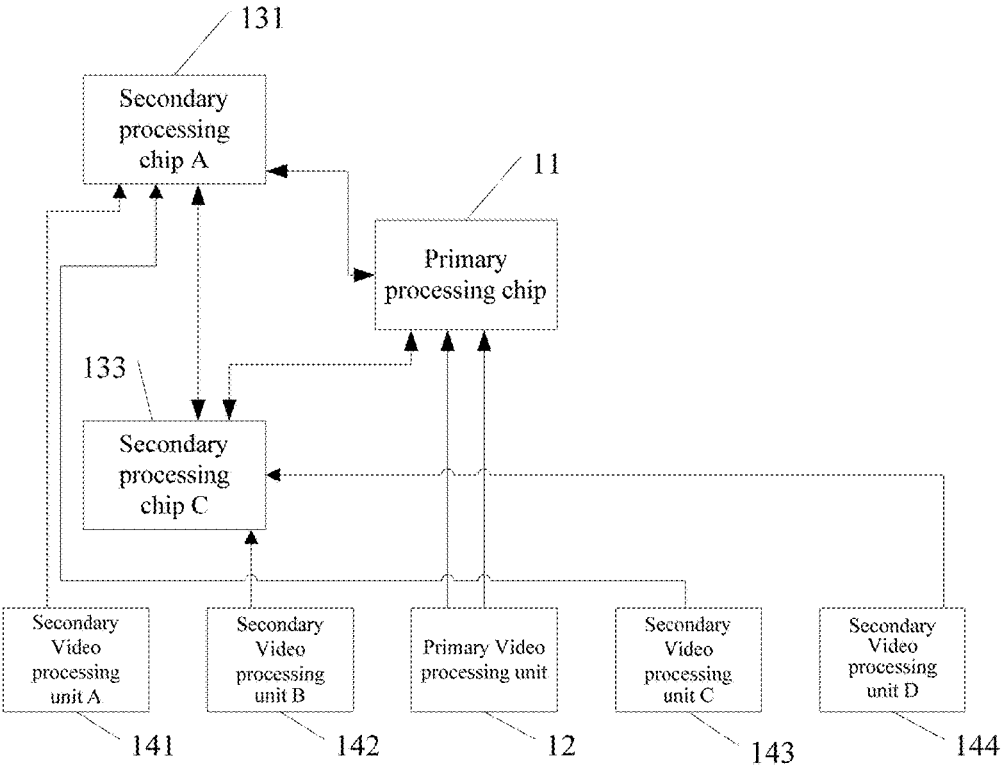 131
Secondary
processing
chip A
11
Primary
processing chip
133
Secondary
processing
chip C
Secondary
Video
processing
unit A
Secondary
Video
processing
unit B
Primary Video
processing unit
Secondary
Video
processing
unit C
Secondary
Video
processing
unit D
141
142
12
143
144